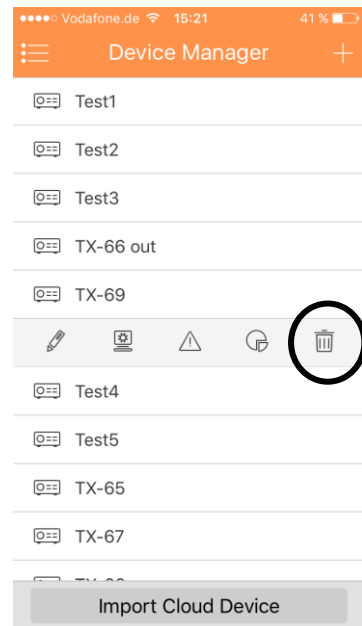 Vodafone.de 15:21 41 %
Device Manager
Test1
Test2
Test3
TX-66 out
TX-69
Test4
Test5
TX-65
TX-67
Import Cloud Device